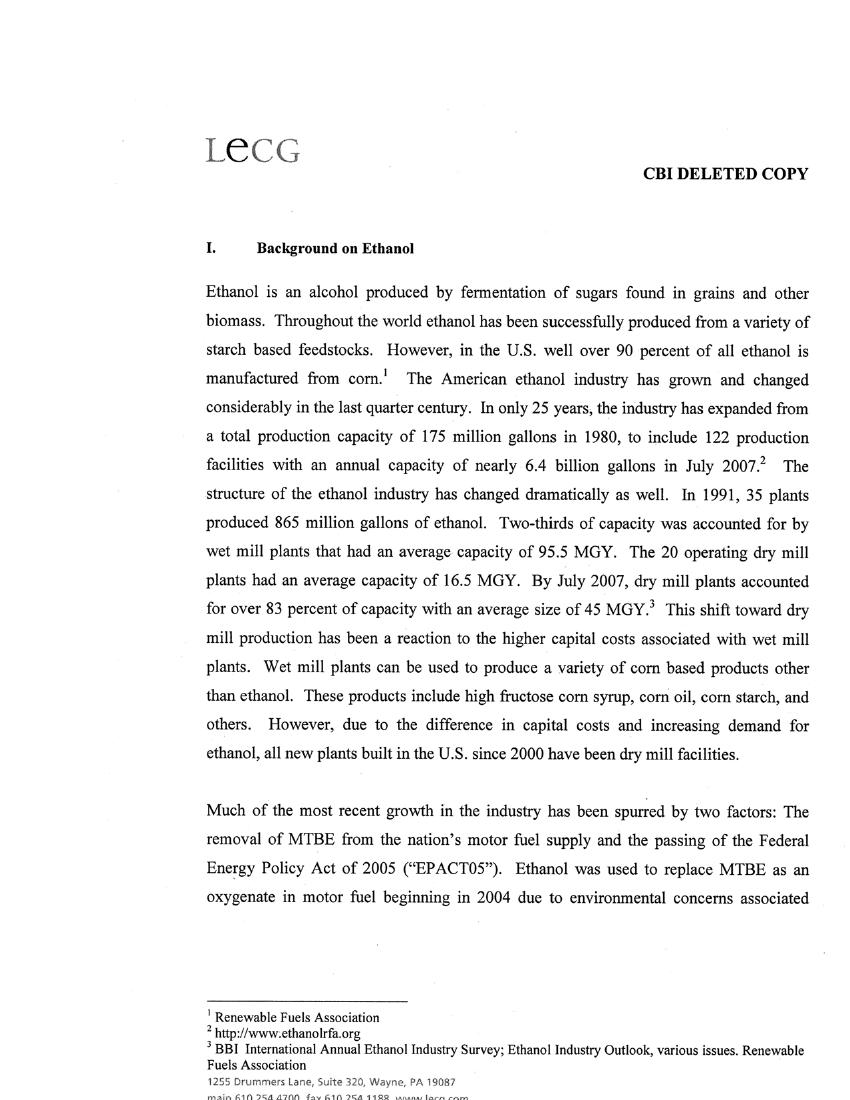 LECG
CBI DELETED COPY
I. Background on Ethanol
Ethanol is an alcohol produced by fermentation of sugars found in grains and other
biomass. Throughout the world ethanol has been successfully produced from a variety of
starch based feedstocks. However, in the U.S. well over 90 percent of all ethanol is
manufactured from corn.1 The American ethanol industry has grown and changed
considerably in the last quarter century. In only 25 years, the industry has expanded from
a total production capacity of 175 million gallons in 1980, to include 122 production
facilities with an annual capacity of nearly 6.4 billion gallons in July 2007.2 The
structure of the ethanol industry has changed dramatically as well. In 1991, 35 plants
produced 865 million gallons of ethanol. Two-thirds of capacity was accounted for by
wet mill plants that had an average capacity of 95.5 MGY. The 20 operating dry mill
plants had an average capacity of 16.5 MGY. By July 2007, dry mill plants accounted
for over 83 percent of capacity with an average size of 45 MGY.3 This shift toward dry
mill production has been a reaction to the higher capital costs associated with wet mill
plants. Wet mill plants can be used to produce a variety of corn based products other
than ethanol. These products include high fructose corn syrup, corn oil, corn starch, and
others. However, due to the difference in capital costs and increasing demand for
ethanol, all new plants built in the U.S. since 2000 have been dry mill facilities.
Much of the most recent growth in the industry has been spurred by two factors: The
removal of MTBE from the nation's motor fuel supply and the passing of the Federal
Energy Policy Act of 2005 ("EPACT05"). Ethanol was used to replace MTBE as an
oxygenate in motor fuel beginning in 2004 due to environmental concerns associated
1 Renewable Fuels Association
2 http://www.ethanolrfa.org
3 BBI International Annual Ethanol Industry Survey; Ethanol Industry Outlook, various issues. Renewable
Fuels Association
1255 Drummers Lane, Suite 320, Wayne, PA 19087
main 610.254.4700 fax 610.254.1188 www.lecg.com